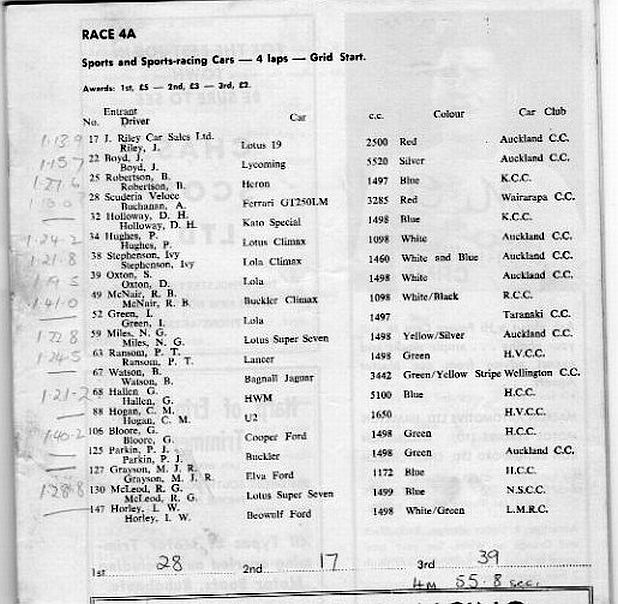 RACE 4A
Sports and Sports-racing Cars — 4 laps — Grid Start.
Awards: 1st, £5 — 2nd, £3 — 3rd, £2.
Entrant
No. Driver Car c.c. Colour Car Club
1·13·9 17 J. Riley Car Sales Ltd.
Riley, J. Lotus 19 2500 Red Auckland C.C.
1·15·7 22 Boyd, J.
Boyd, J. Lycoming 5520 Silver Auckland C.C.
1·27·6 25 Robertson, B.
Robertson, B. Heron 1497 Blue K.C.C.
28 Scuderia Veloce
Buchanan, A. Ferrari GT250LM 3285 Red Wairarapa C.C.
— 32 Holloway, D. H.
Holloway, D. H. Kato Special 1498 Blue K.C.C.
1·24·2 34 Hughes, P.
Hughes, P. Lotus Climax 1098 White Auckland C.C.
1·21·8 38 Stephenson, Ivy
Stephenson, Ivy Lola Climax 1460 White and Blue Auckland C.C.
39 Oxton, S.
Oxton, D. Lola 1498 White Auckland C.C.
1·41·0 49 McNair, R. B.
McNair, R. B. Buckler Climax 1098 White/Black R.C.C.
— 52 Green, I.
Green, I. Lola 1497 Taranski C.C.
1·22·8 59 Miles, N. G.
Miles, N. G. Lotus Super Seven 1498 Yellow/Silver Auckland C.C.
1·24·5 63 Ransom, P. T.
Ransom, P. T. Lancer 1498 Green H.V.C.C.
— 67 Watson, B.
Watson, B. Bagnall Jaguar 3442 Green/Yellow Stripe Wellington C.C.
1·21·2 68 Hallen G.
Hallen, G. HWM 5100 Blue H.C.C.
— 88 Hogan, C. M.
Hogan, C. M. U2 1650 H.V.C.C.
1·40·2 106 Bloore, G.
Bloore, G. Cooper Ford 1498 Green H.C.C.
— 125 Parkin, P. J.
Parkin, P. J. Buckler 1498 Green Auckland C.C.
— 127 Grayson, M. J. R.
Grayson, M. J. R. Elva Ford 1172 Blue H.C.C.
1·28·8 130 McLeod, R. G.
McLeod, R. G. Lotus Super Seven 1499 Blue N.S.C.C.
— 147 Horley, I. W.
Horley, I. W. Beowulf Ford 1498 White/Green L.M.R.C.
1st 28 2nd 17 3rd 39
4m 55·8 sec.